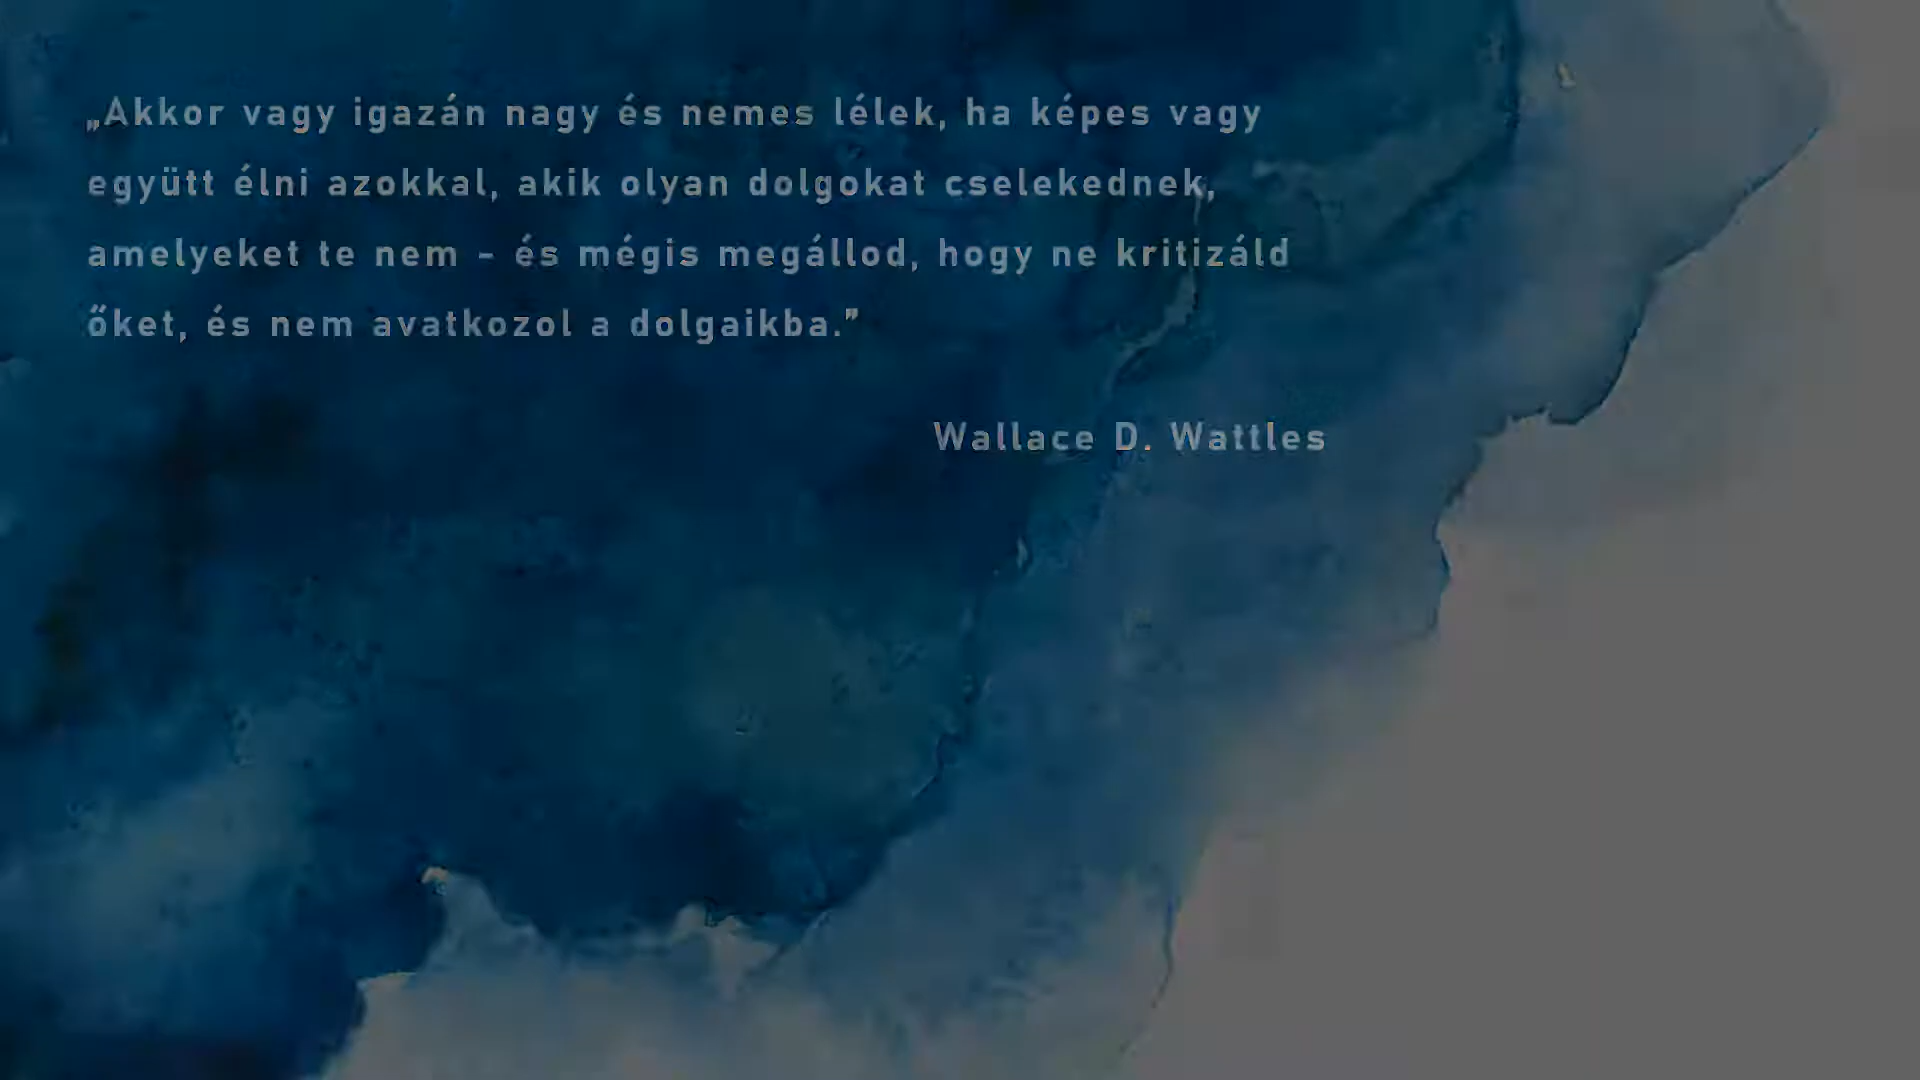 „Akkor vagy igazán nagy és nemes lélek, ha képes vagy
együtt élni azokkal, akik olyan dolgokat cselekednek,
amelyeket te nem - és mégis megállod, hogy ne kritizáld
őket, és nem avatkozol a dolgaikba.”
Wallace D. Wattles